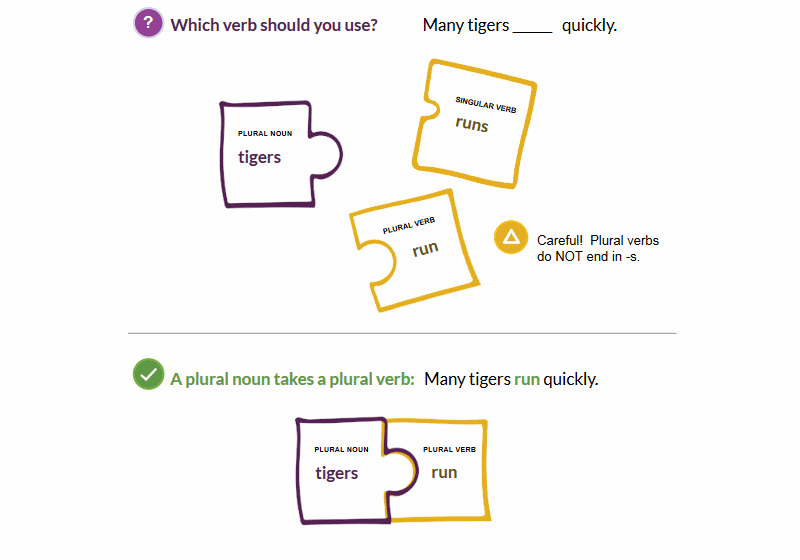 ? Which verb should you use? Many tigers _____ quickly.
SINGULAR VERB
runs
PLURAL NOUN
tigers
PLURAL VERB
run
Careful! Plural verbs
do NOT end in -s.
A plural noun takes a plural verb: Many tigers run quickly.
PLURAL NOUN PLURAL VERB
tigers run